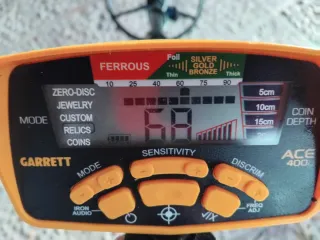 FERROUS
Foil
Thin
SILVER
GOLD
BRONZE
Thick
10 25 40 60 75 90
ZERO-DISC
JEWELRY
MODE
CUSTOM
RELICS
COINS
68
5cm
10cm
15cm
COIN
DEPTH
GARRETT
MODE
SENSITIVITY
DISCRIM
ACE
400i
IRON
AUDIO
FREQ
ADJ